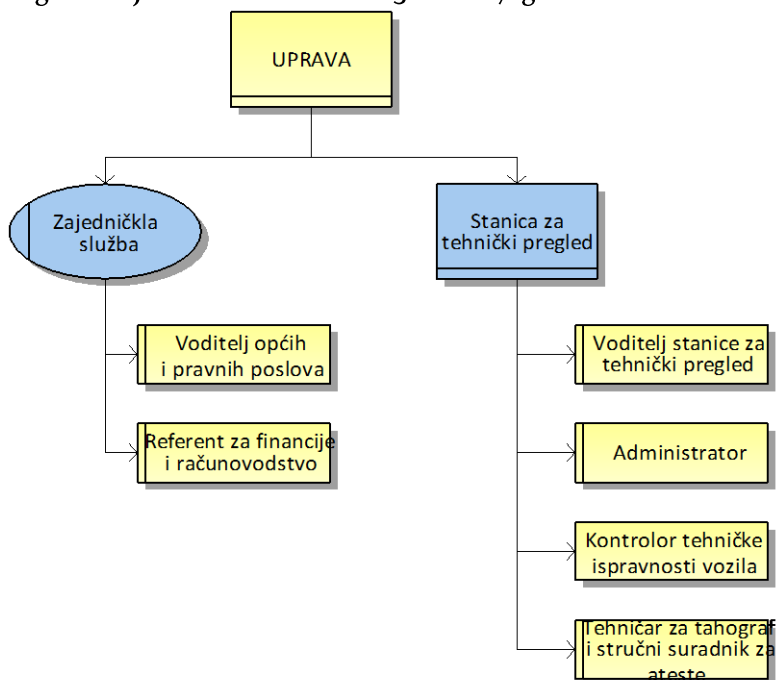 UPRAVA
Zajedničkla
služba
Stanica za
tehnički pregled
Voditelj općih
i pravnih poslova
Referent za financije
i računovodstvo
Voditelj stanice za
tehnički pregled
Administrator
Kontrolor tehničke
ispravnosti vozila
Tehničar za tahograf
i stručni suradnik za
ateste